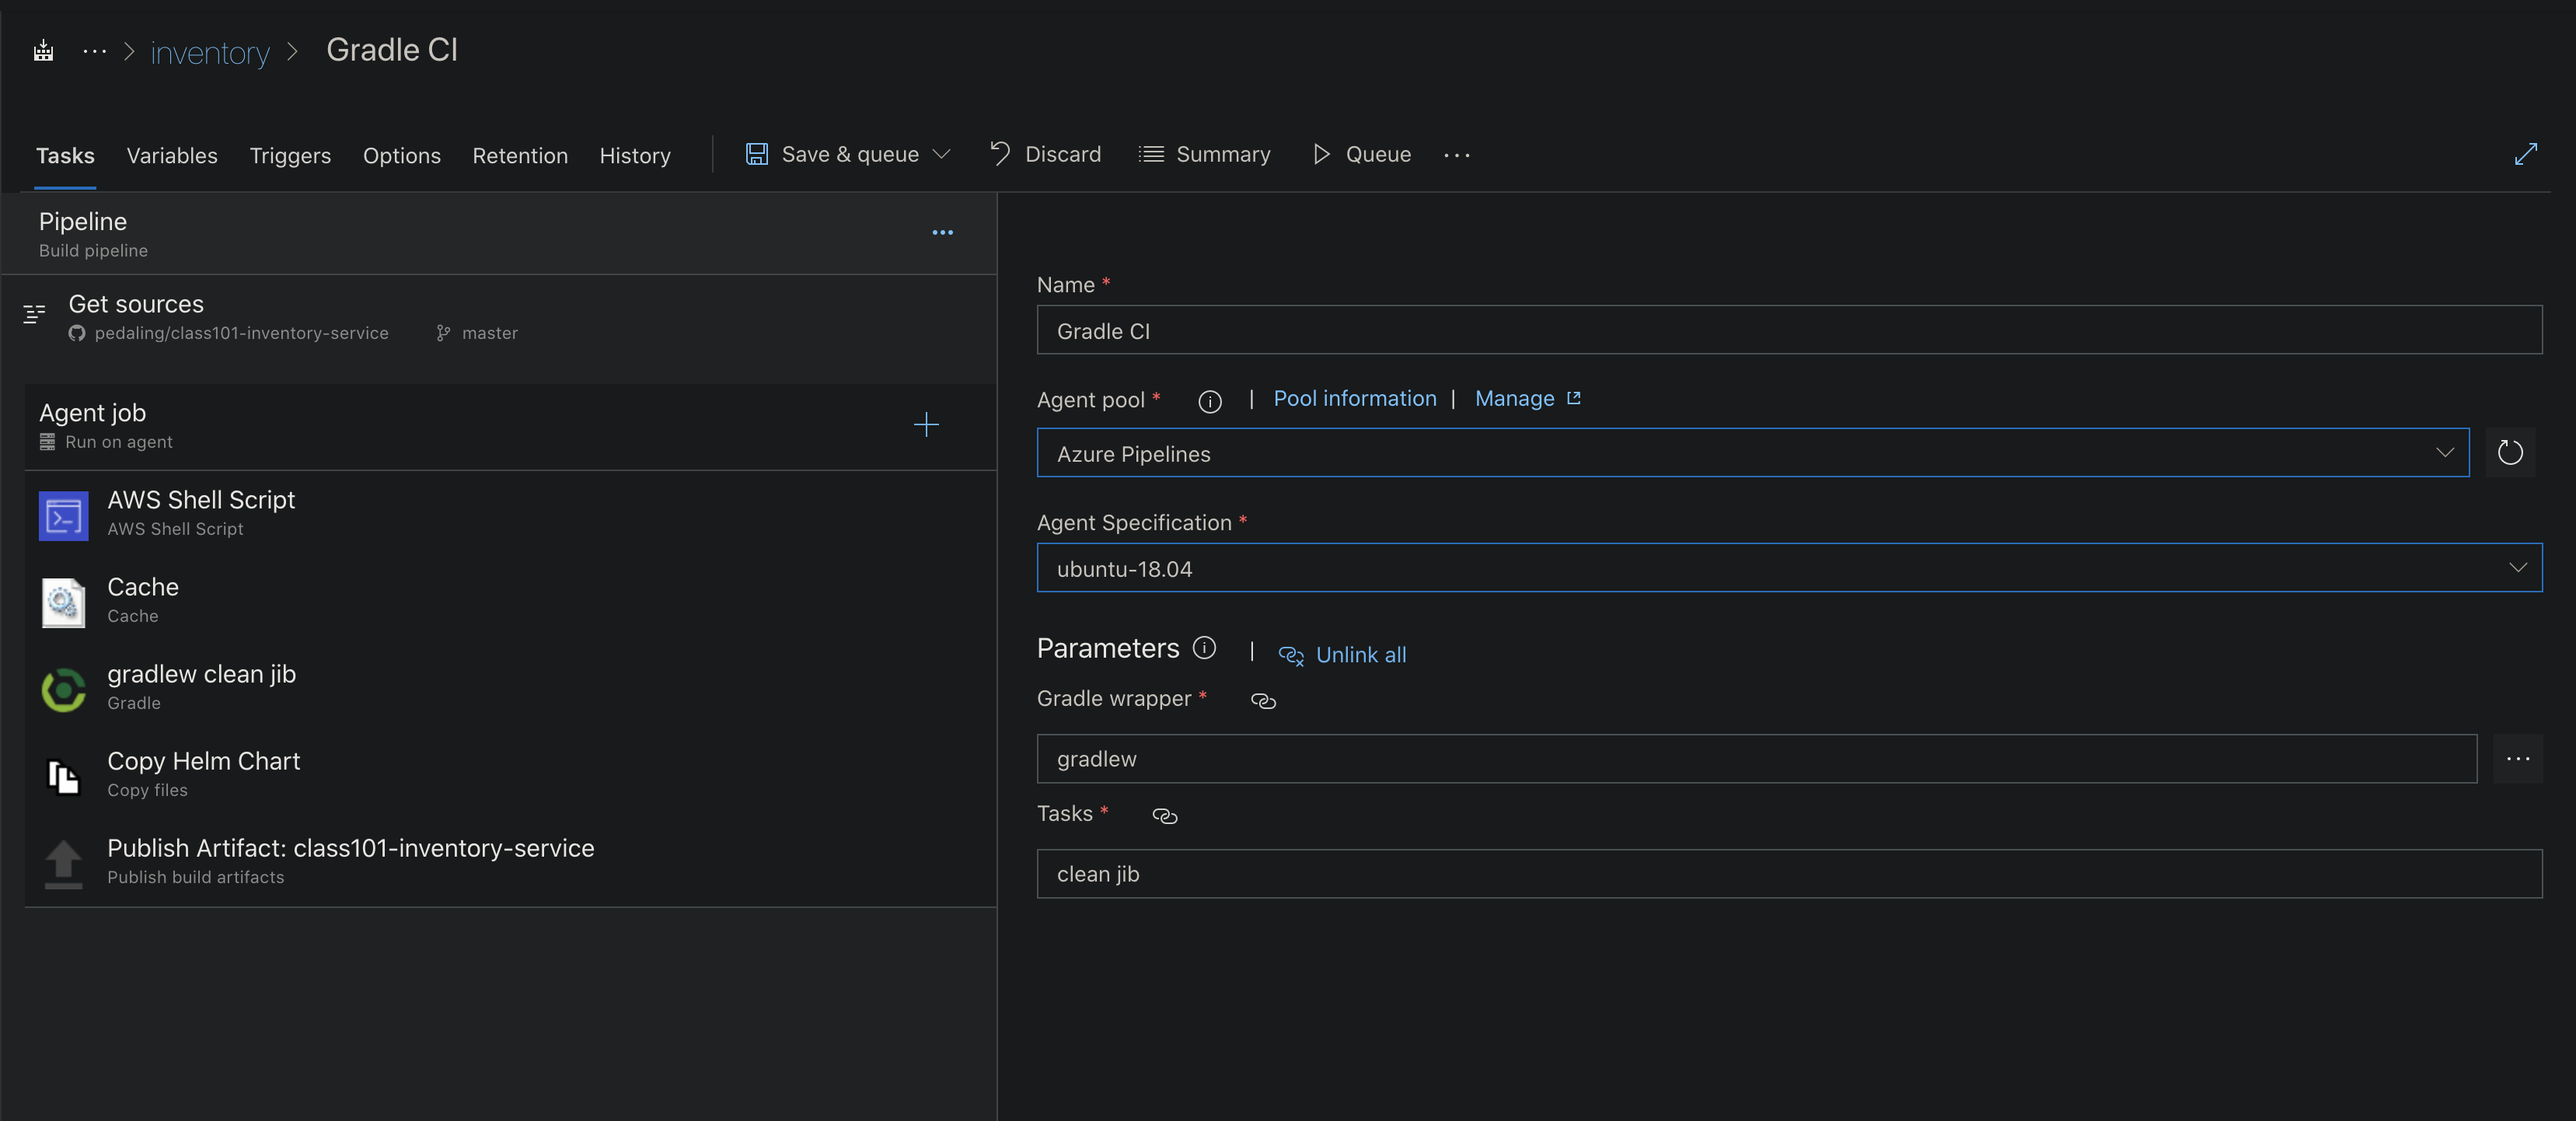 ··· > inventory > Gradle CI
Tasks Variables Triggers Options Retention History | Save & queue Discard Summary Queue ···
Pipeline
Build pipeline
Get sources
pedaling/class101-inventory-service master
Agent job
Run on agent
AWS Shell Script
AWS Shell Script
Cache
Cache
gradlew clean jib
Gradle
Copy Helm Chart
Copy files
Publish Artifact: class101-inventory-service
Publish build artifacts
Name *
Gradle CI
Agent pool * | Pool information | Manage
Azure Pipelines
Agent Specification *
ubuntu-18.04
Parameters | Unlink all
Gradle wrapper *
gradlew
Tasks *
clean jib